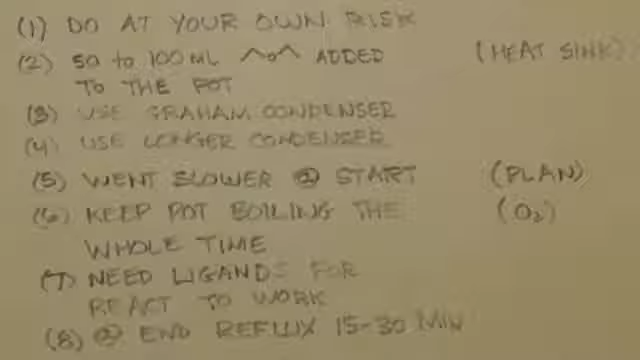 (1) DO AT YOUR OWN RISK
(2) 50 to 100 ML ADDED (HEAT SINK)
TO THE POT
(3) USE GRAHAM CONDENSER
(4) USE LONGER CONDENSER
(5) WENT SLOWER @ START (PLAN)
(6) KEEP POT BOILING THE (O₂)
WHOLE TIME
(7) NEED LIGANDS FOR
REACT TO WORK
(8) @ END REFLUX 15-30 MIN